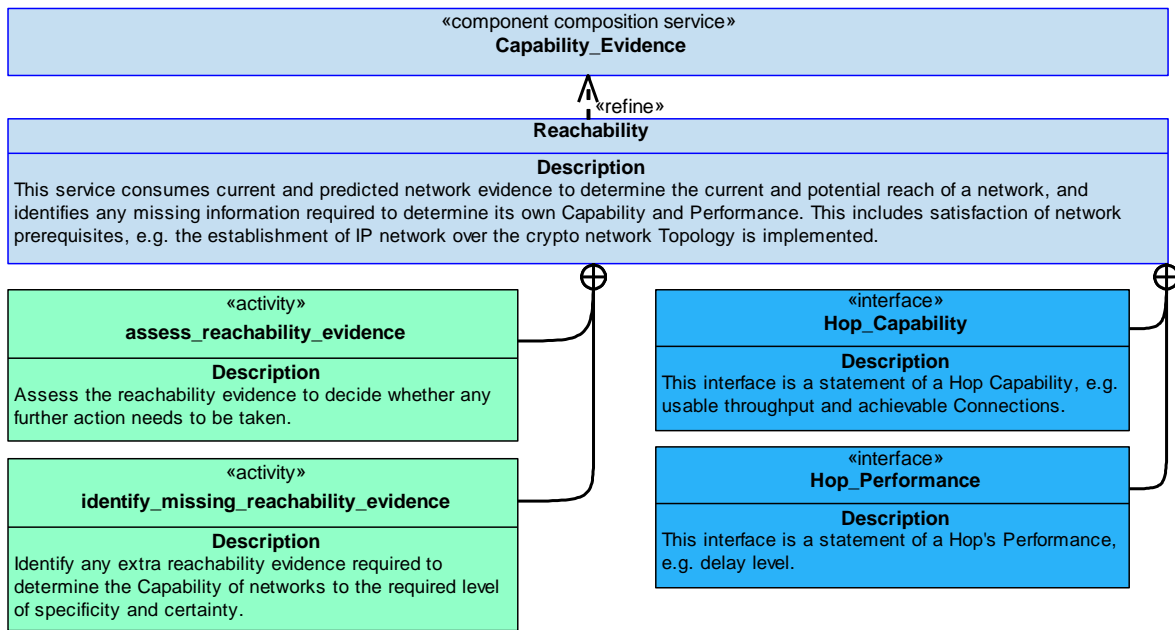 «component composition service»
Capability_Evidence
«refine»
Reachability
Description
This service consumes current and predicted network evidence to determine the current and potential reach of a network, and
identifies any missing information required to determine its own Capability and Performance. This includes satisfaction of network
prerequisites, e.g. the establishment of IP network over the crypto network Topology is implemented.
«activity»
assess_reachability_evidence
Description
Assess the reachability evidence to decide whether any
further action needs to be taken.
«activity»
identify_missing_reachability_evidence
Description
Identify any extra reachability evidence required to
determine the Capability of networks to the required level
of specificity and certainty.
«interface»
Hop_Capability
Description
This interface is a statement of a Hop Capability, e.g.
usable throughput and achievable Connections.
«interface»
Hop_Performance
Description
This interface is a statement of a Hop's Performance,
e.g. delay level.